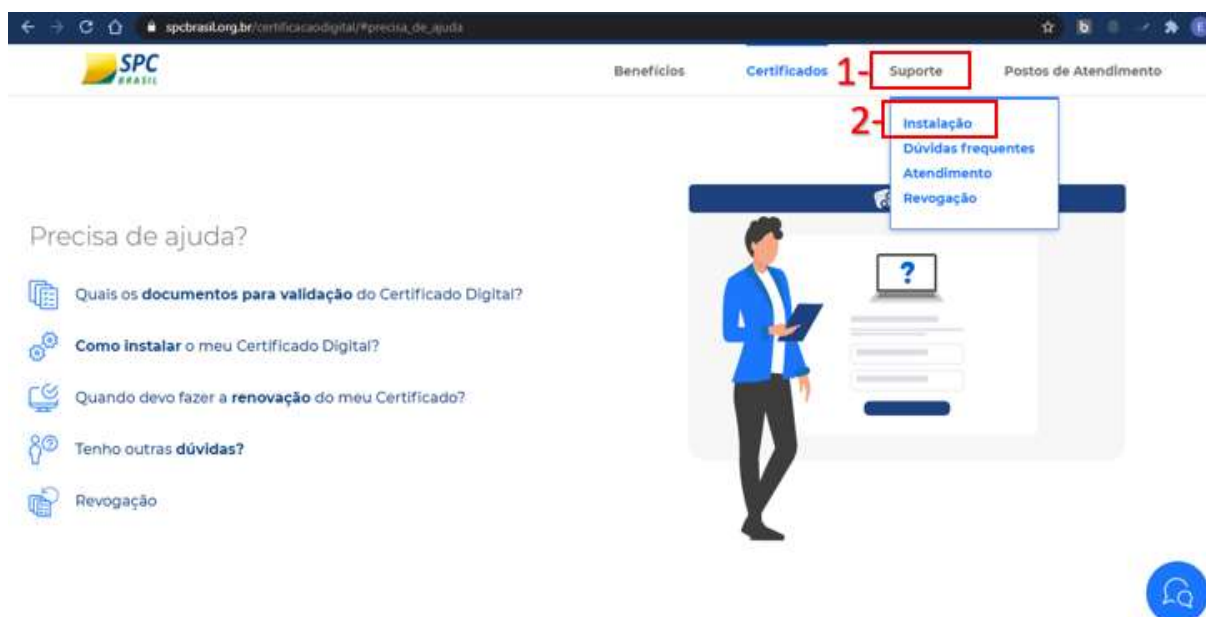 spcbrasil.org.br/certificacaodigital/#precisa_de_ajuda
SPC
BRASIL
Benefícios
Certificados
1-
Suporte
Postos de Atendimento
2-
Instalação
Dúvidas frequentes
Atendimento
Revogação
Precisa de ajuda?
Quais os documentos para validação do Certificado Digital?
Como instalar o meu Certificado Digital?
Quando devo fazer a renovação do meu Certificado?
Tenho outras dúvidas?
Revogação
?
b
E